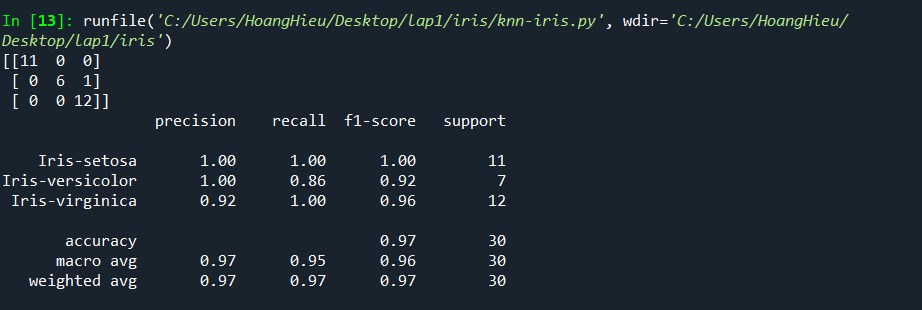 In [13]: runfile('C:/Users/HoangHieu/Desktop/lap1/iris/knn-iris.py', wdir='C:/Users/HoangHieu/
Desktop/lap1/iris')
[[11  0  0]
 [ 0  6  1]
 [ 0  0 12]]
                 precision    recall  f1-score   support

    Iris-setosa       1.00      1.00      1.00        11
Iris-versicolor       1.00      0.86      0.92         7
 Iris-virginica       0.92      1.00      0.96        12

       accuracy                           0.97        30
      macro avg       0.97      0.95      0.96        30
   weighted avg       0.97      0.97      0.97        30